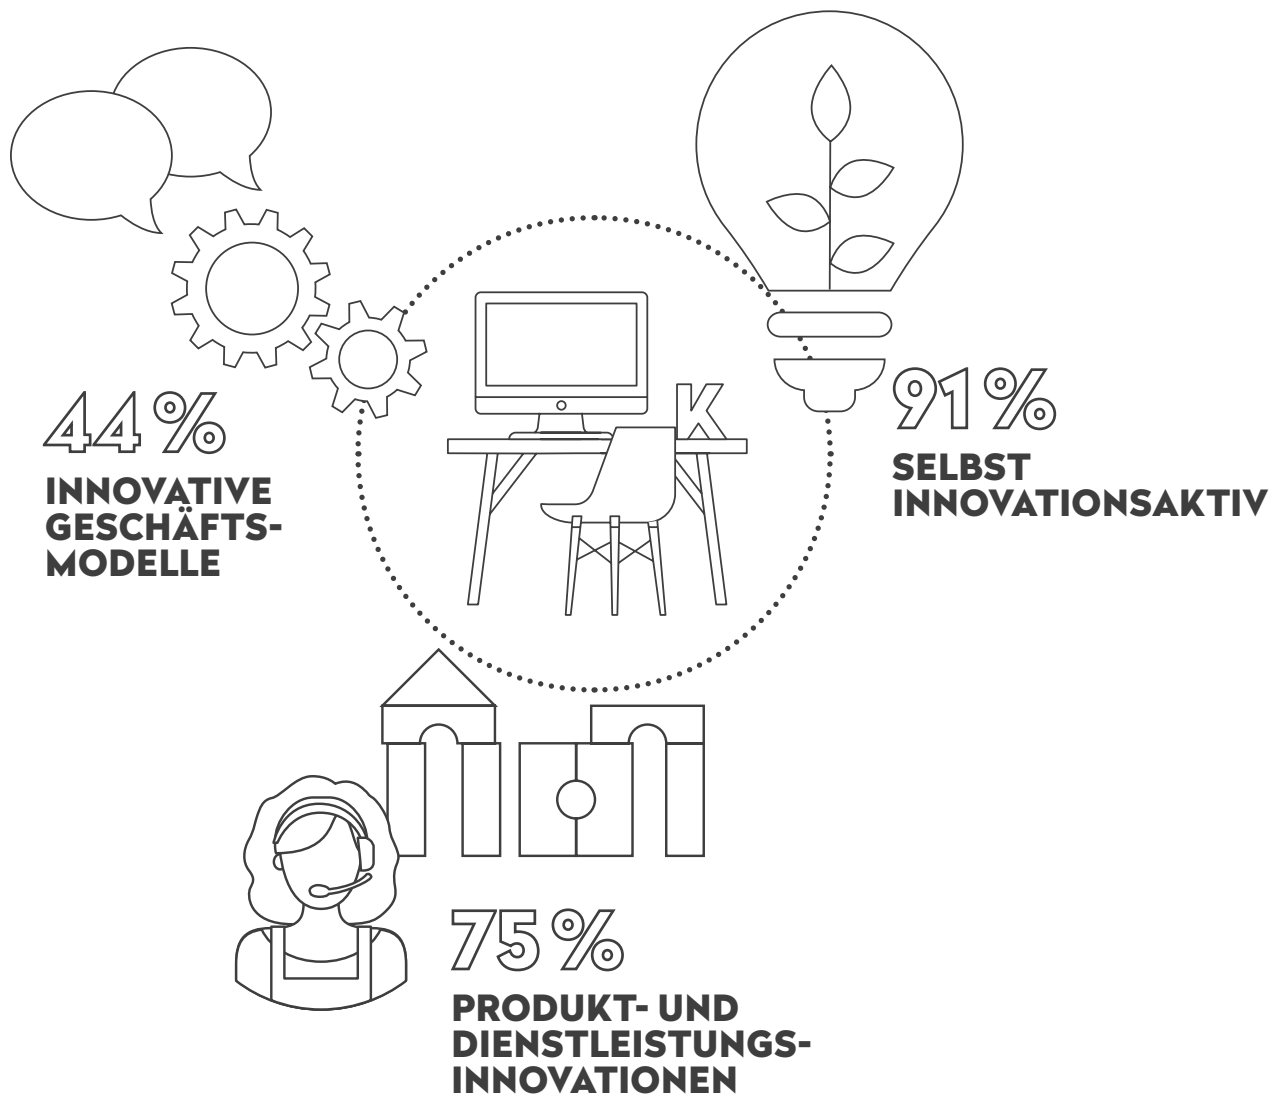 44 %
INNOVATIVE
GESCHÄFTS-
MODELLE
K
91 %
SELBST
INNOVATIONSAKTIV
75 %
PRODUKT- UND
DIENSTLEISTUNGS-
INNOVATIONEN